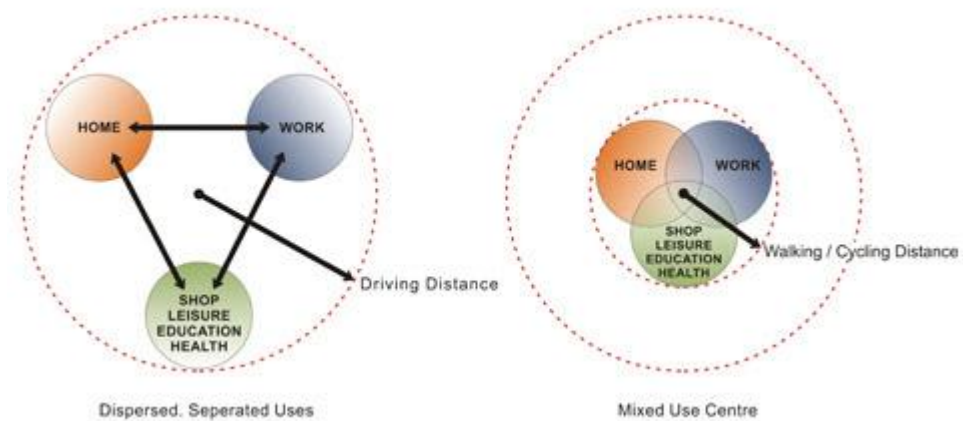 HOME
WORK
SHOP
LEISURE
EDUCATION
HEALTH
Driving Distance
Dispersed. Seperated Uses
HOME
WORK
SHOP
LEISURE
EDUCATION
HEALTH
Walking / Cycling Distance
Mixed Use Centre